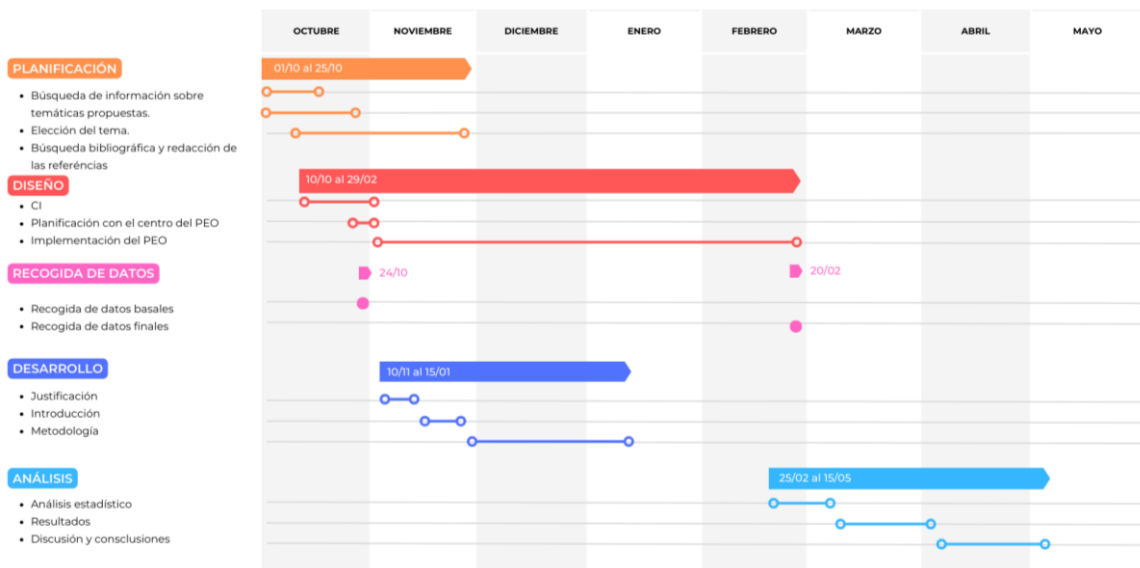 OCTUBRE NOVIEMBRE DICIEMBRE ENERO FEBRERO MARZO ABRIL MAYO
PLANIFICACIÓN
01/10 al 25/10
• Búsqueda de información sobre
temáticas propuestas.
• Elección del tema.
• Búsqueda bibliográfica y redacción de
las referéncias
DISEÑO
10/10 al 29/02
• CI
• Planificación con el centro del PEO
• Implementación del PEO
RECOGIDA DE DATOS
24/10
20/02
• Recogida de datos basales
• Recogida de datos finales
DESARROLLO
10/11 al 15/01
• Justificación
• Introducción
• Metodología
ANÁLISIS
25/02 al 15/05
• Análisis estadístico
• Resultados
• Discusión y consclusiones